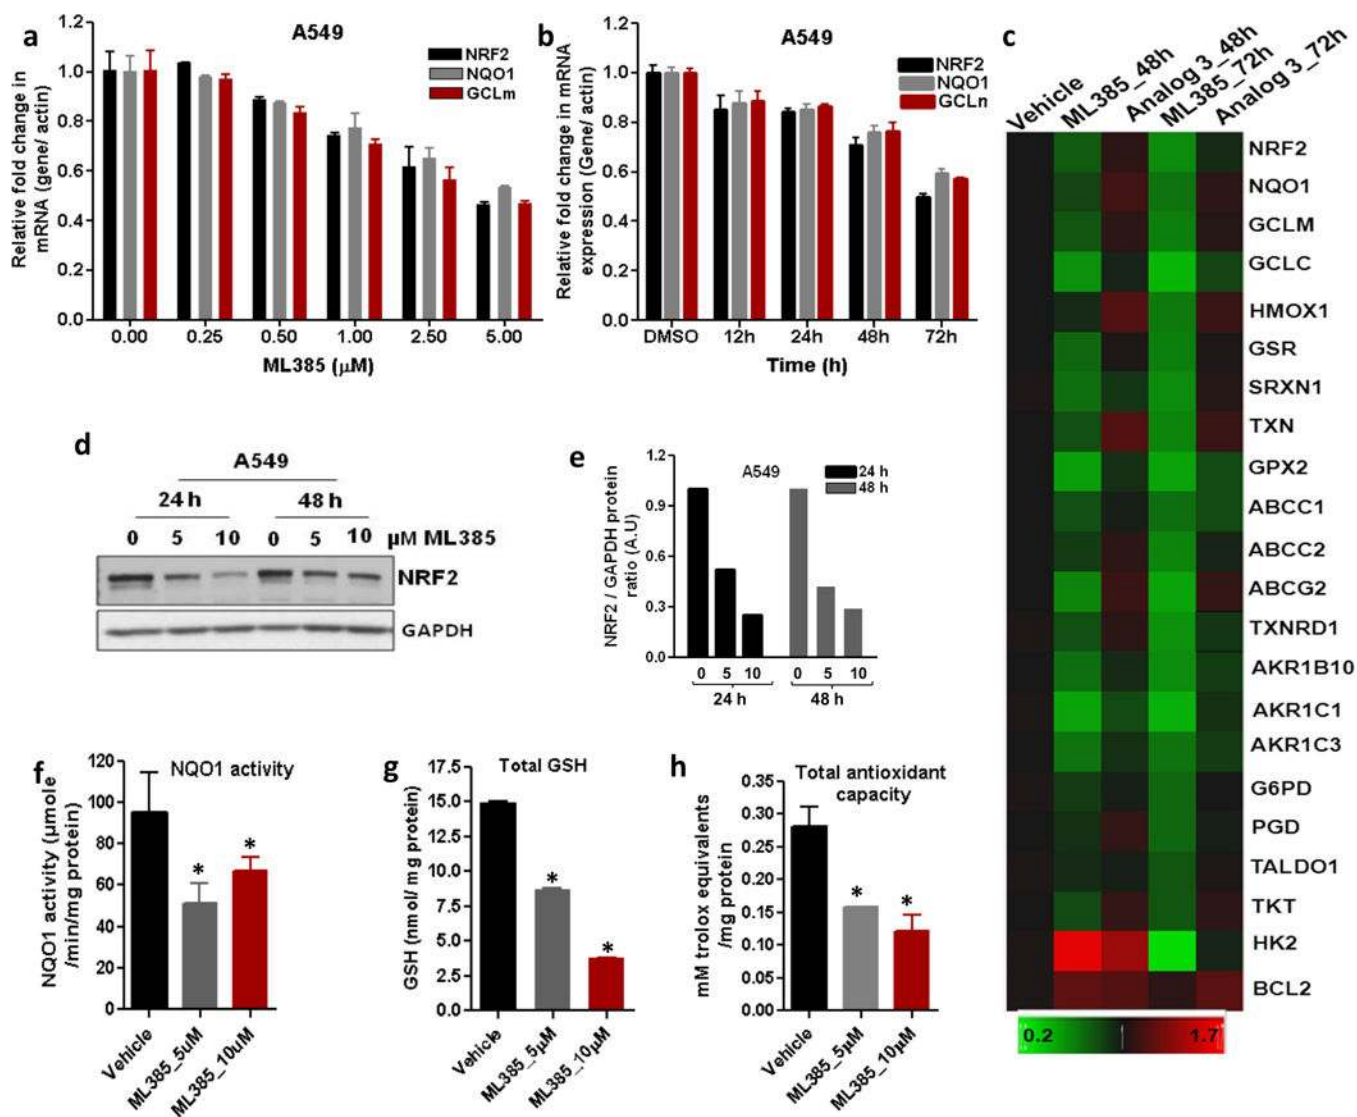 a
A549
NRF2
NQO1
GCLm
Relative fold change in
mRNA (gene/ actin)
1.2
1.0
0.8
0.6
0.4
0.2
0.0
0.00 0.25 0.50 1.00 2.50 5.00
ML385 (µM)
b
A549
NRF2
NQO1
GCLn
Relative fold change in mRNA
expression (Gene/ actin)
1.2
1.0
0.8
0.6
0.4
0.2
0.0
DMSO 12h 24h 48h 72h
Time (h)
c
Vehicle
ML385_48h
Analog 3_48h
ML385_72h
Analog 3_72h
NRF2
NQO1
GCLM
GCLC
HMOX1
GSR
SRXN1
TXN
GPX2
ABCC1
ABCC2
ABCG2
TXNRD1
AKR1B10
AKR1C1
AKR1C3
G6PD
PGD
TALDO1
TKT
HK2
BCL2
0.2 1.7
d
A549
24 h 48 h
0 5 10 0 5 10 µM ML385
NRF2
GAPDH
e
A549
24 h
48 h
NRF2 / GAPDH protein
ratio (A.U)
1.2
0.9
0.6
0.3
0.0
0 5 10 0 5 10
24 h 48 h
f
NQO1 activity
NQO1 activity (µmole
/min/mg protein)
120
100
80
60
40
20
0
* *
Vehicle
ML385_5uM
ML385_10uM
g
Total GSH
GSH (nmol/ mg protein)
17.5
15.0
12.5
10.0
7.5
5.0
2.5
0.0
* *
Vehicle
ML385_5µM
ML385_10µM
h
Total antioxidant
capacity
mM trolox equivalents
/mg protein
0.35
0.30
0.25
0.20
0.15
0.10
0.05
0.00
* *
Vehicle
ML385_5µM
ML385_10µM